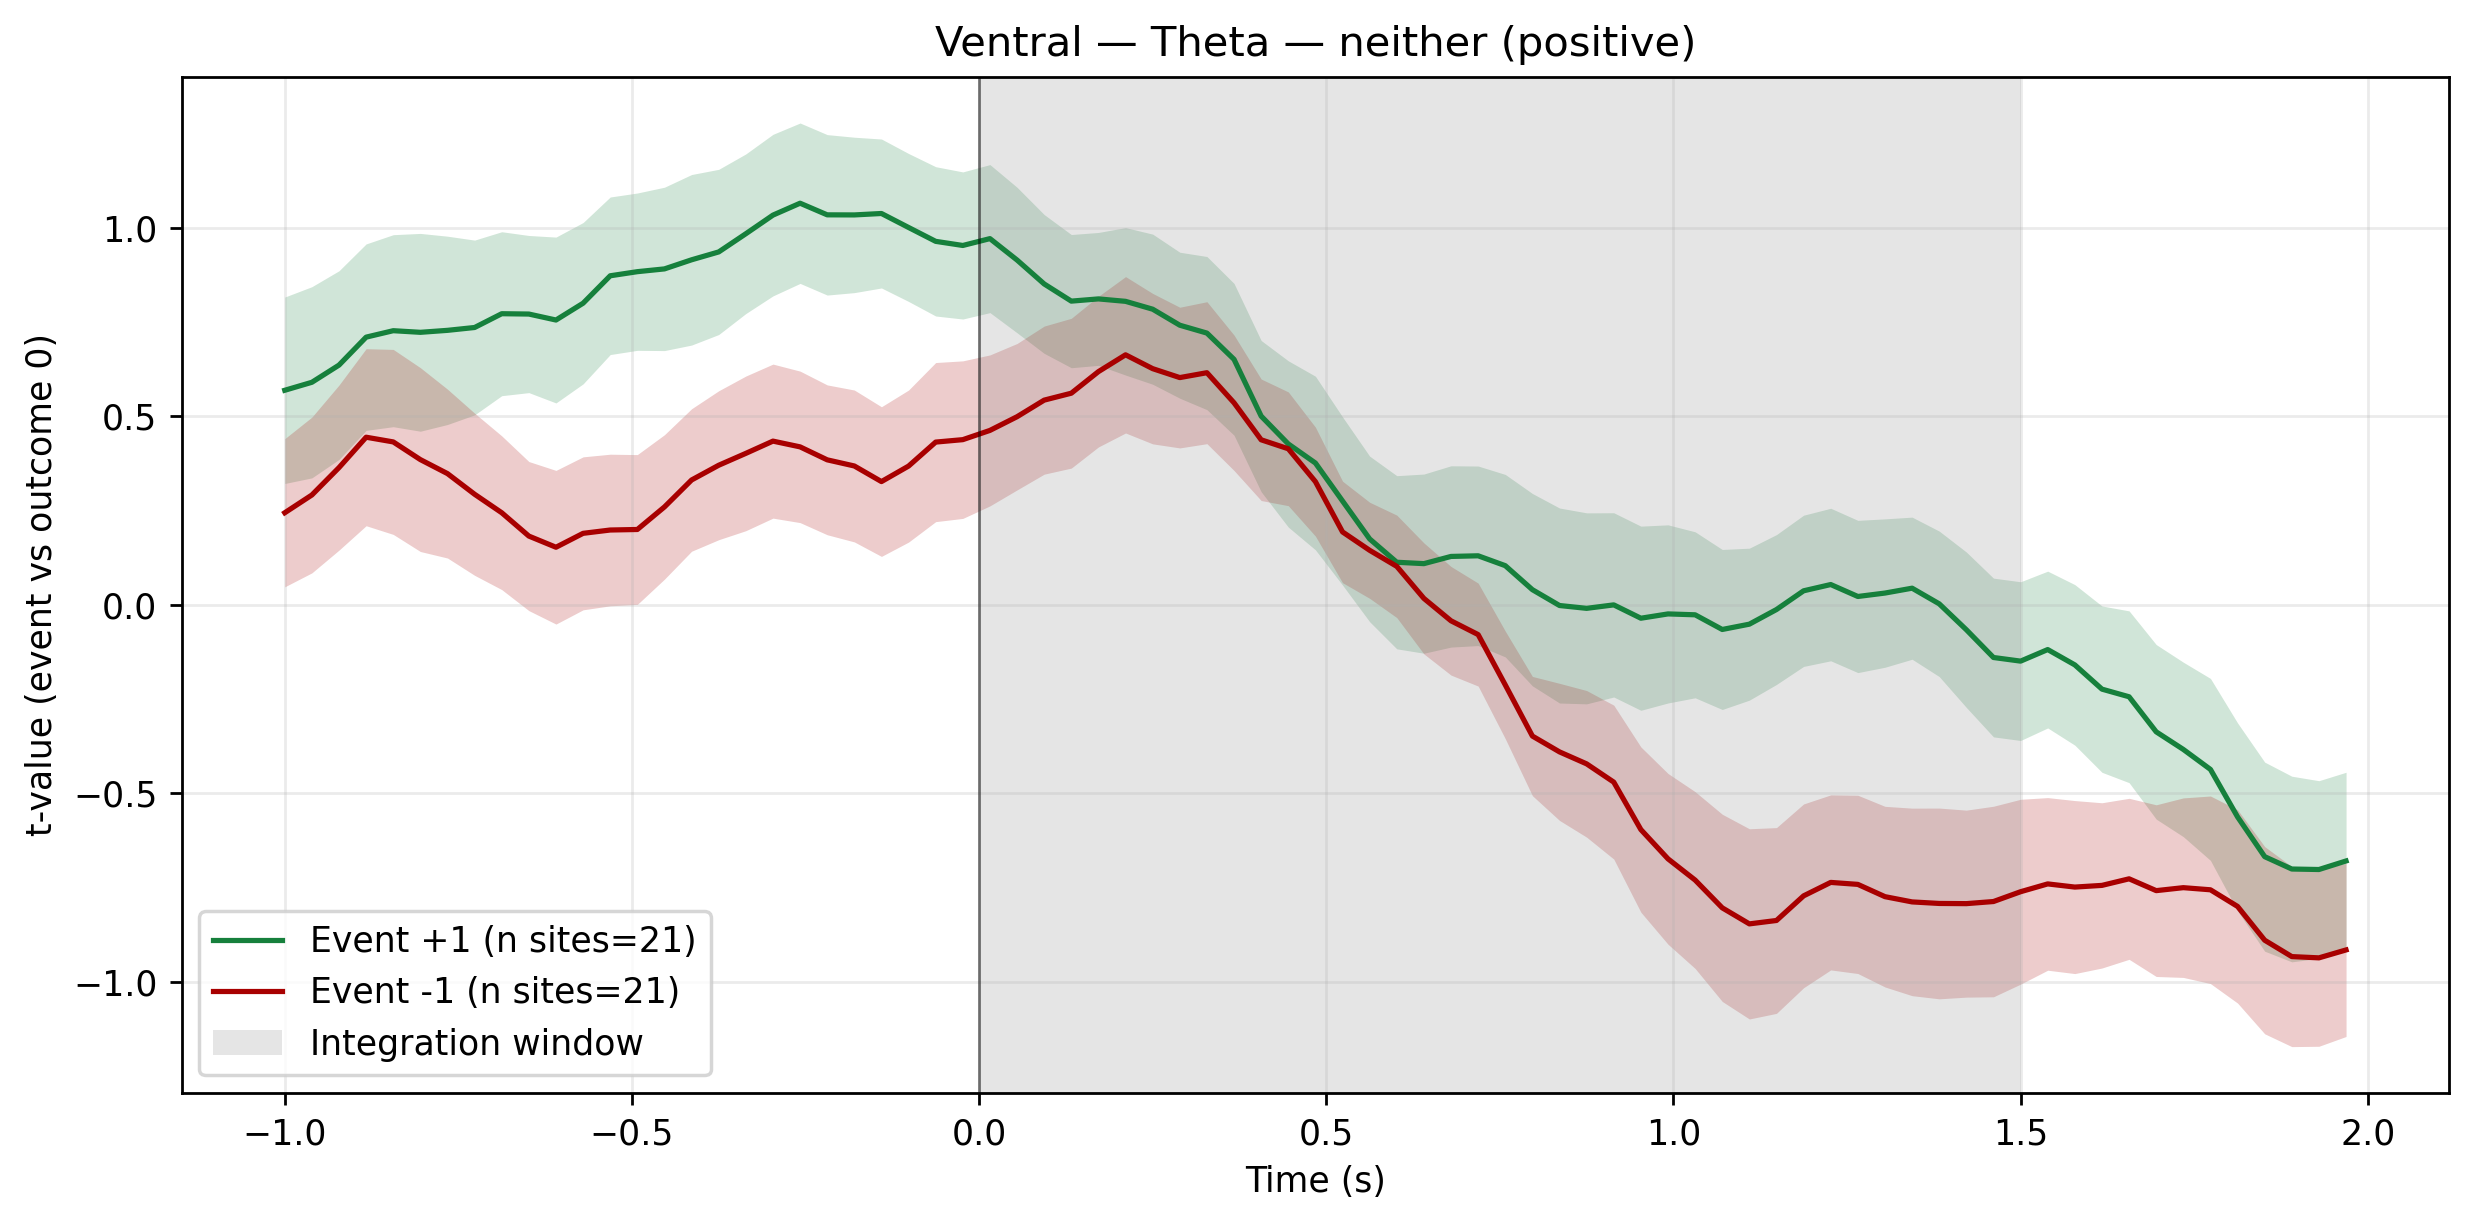 Ventral — Theta — neither (positive)
t-value (event vs outcome 0)
1.0
0.5
0.0
−0.5
−1.0
Event +1 (n sites=21)
Event -1 (n sites=21)
Integration window
−1.0 −0.5 0.0 0.5 1.0 1.5 2.0
Time (s)